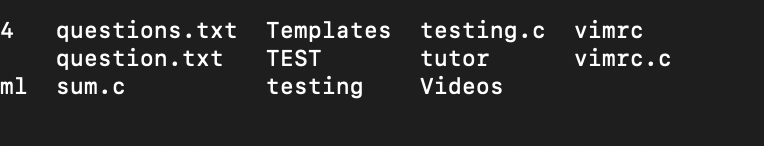 4 questions.txt Templates testing.c vimrc
question.txt TEST tutor vimrc.c
ml sum.c testing Videos